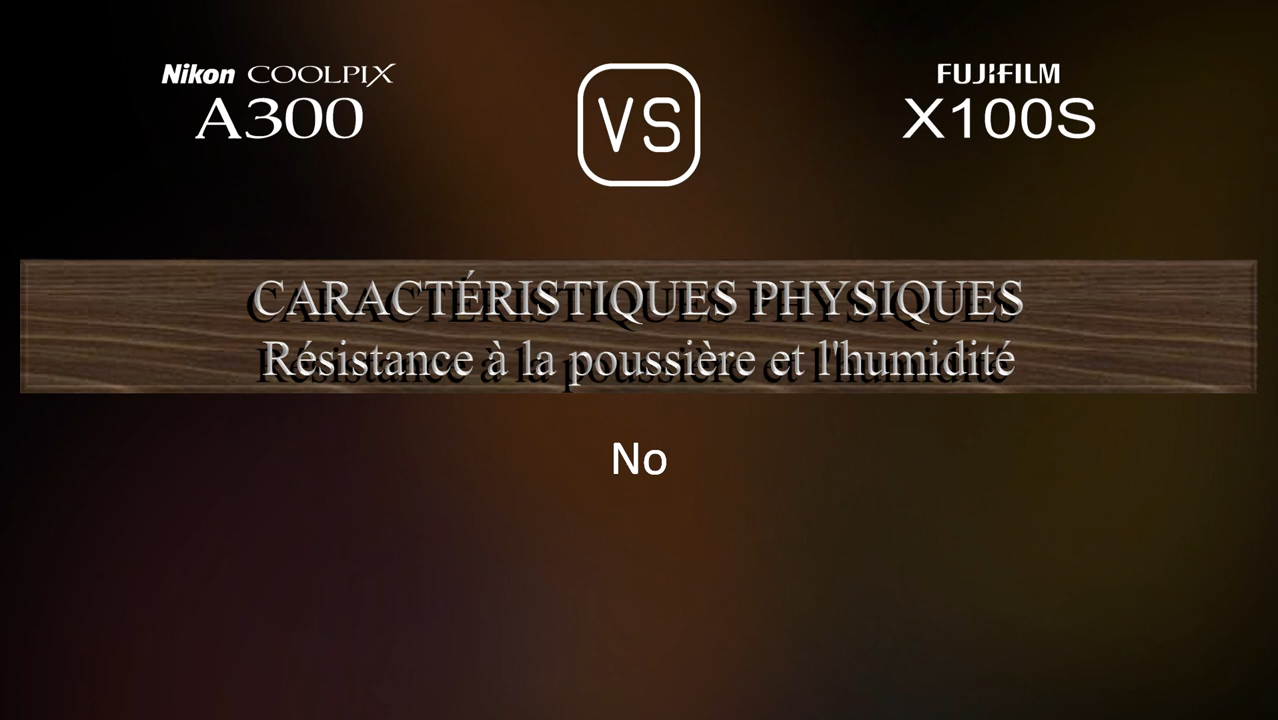 Nikon COOLPIX
A300
VS
FUJIFILM
X100S
CARACTÉRISTIQUES PHYSIQUES
Résistance à la poussière et l'humidité
No